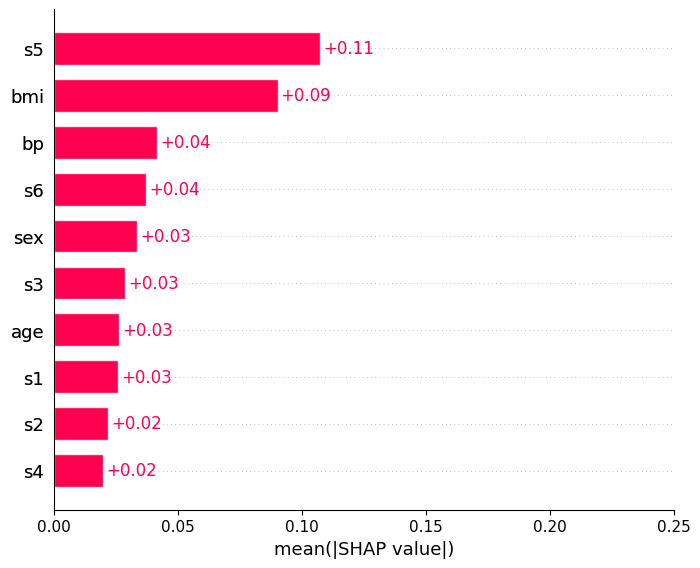 s5 +0.11
bmi +0.09
bp +0.04
s6 +0.04
sex +0.03
s3 +0.03
age +0.03
s1 +0.03
s2 +0.02
s4 +0.02
0.00 0.05 0.10 0.15 0.20 0.25
mean(|SHAP value|)